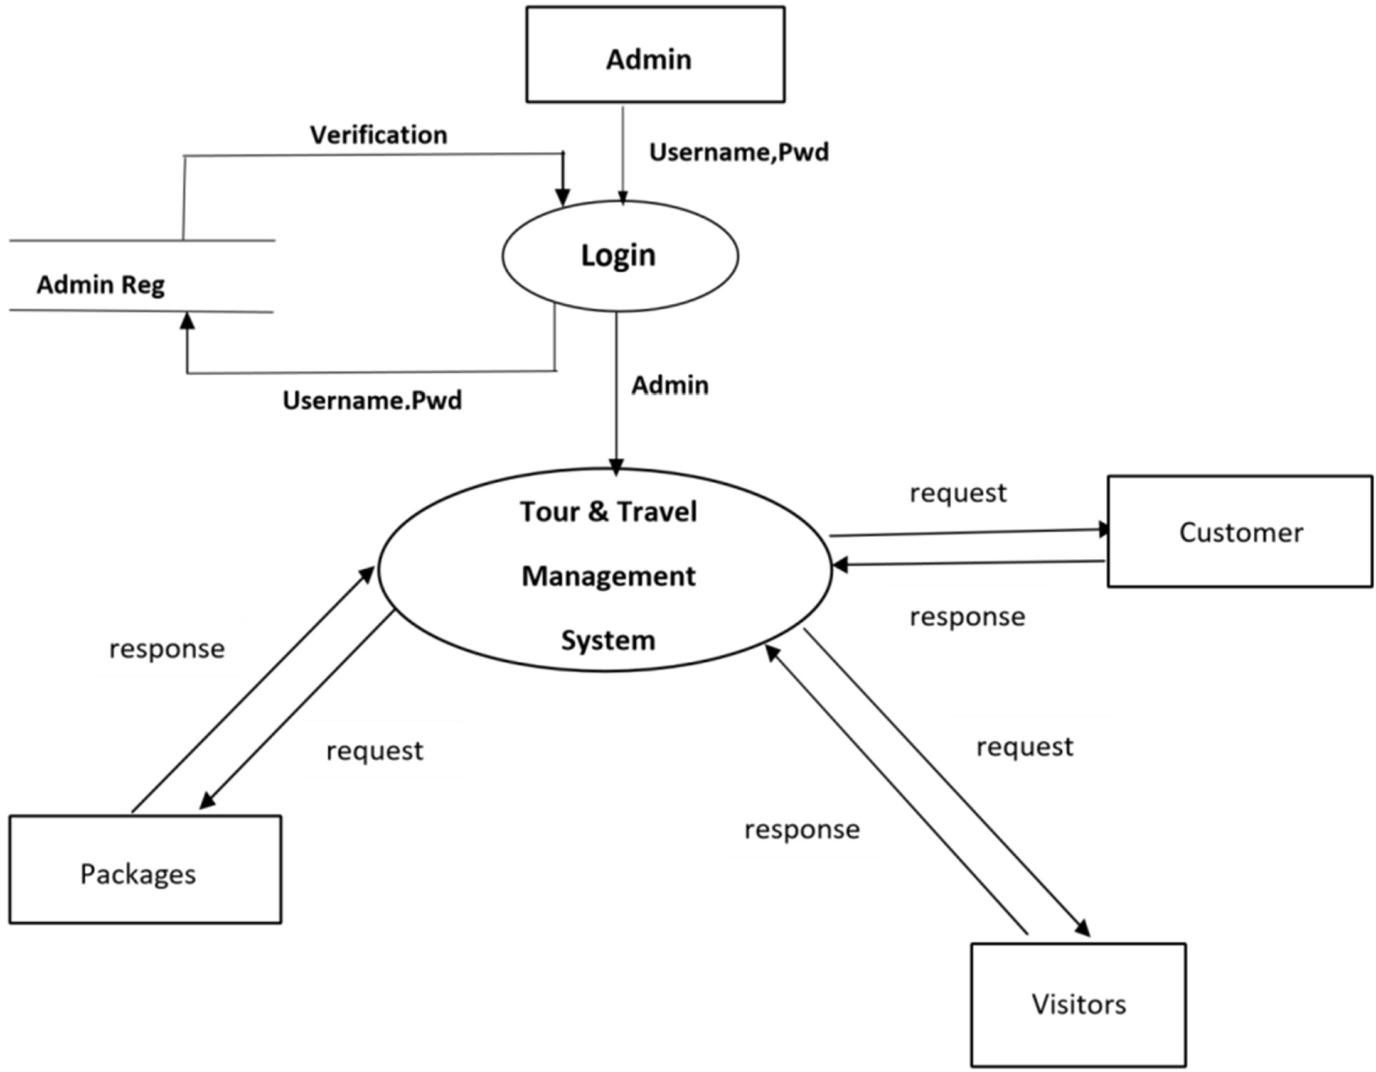 Admin
Verification
Username,Pwd
Login
Admin Reg
Admin
Username.Pwd
Tour & Travel
Management
System
request
Customer
response
response
request
request
response
Packages
Visitors